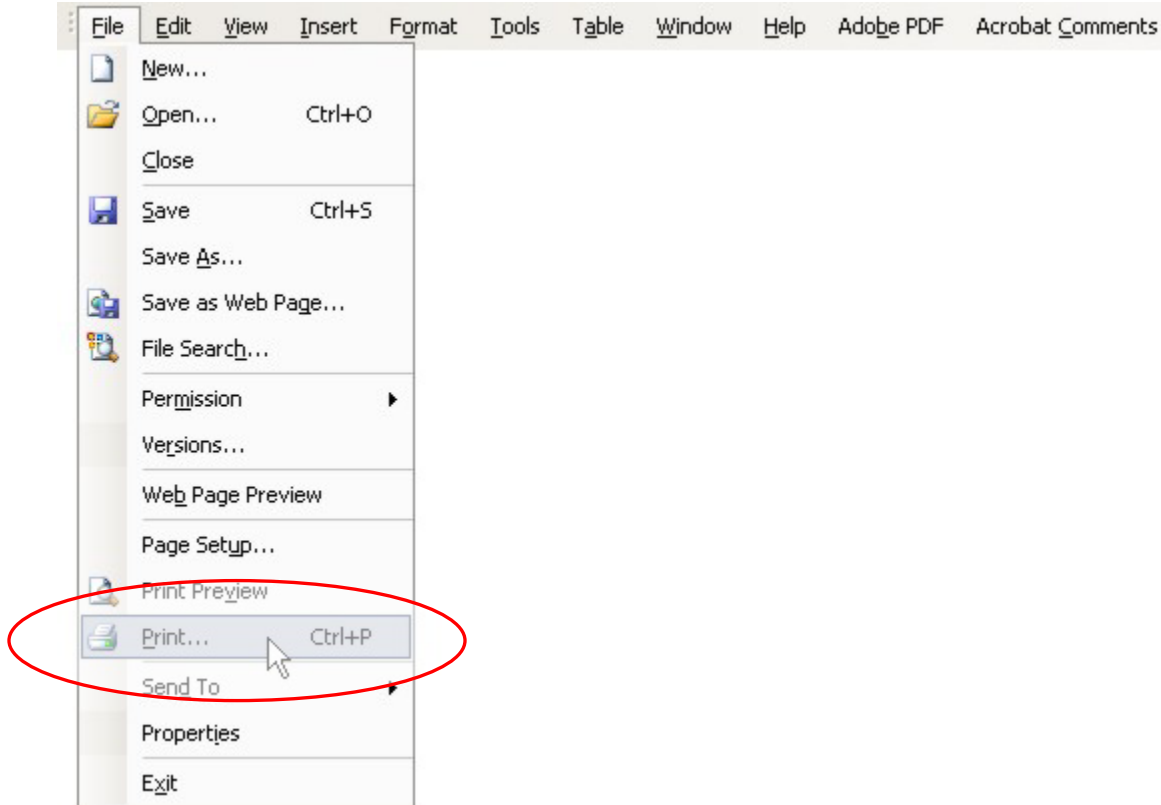 File Edit View Insert Format Tools Table Window Help Adobe PDF Acrobat Comments
New...
Open... Ctrl+O
Close
Save Ctrl+S
Save As...
Save as Web Page...
File Search...
Permission
Versions...
Web Page Preview
Page Setup...
Print Preview
Print... Ctrl+P
Send To
Properties
Exit